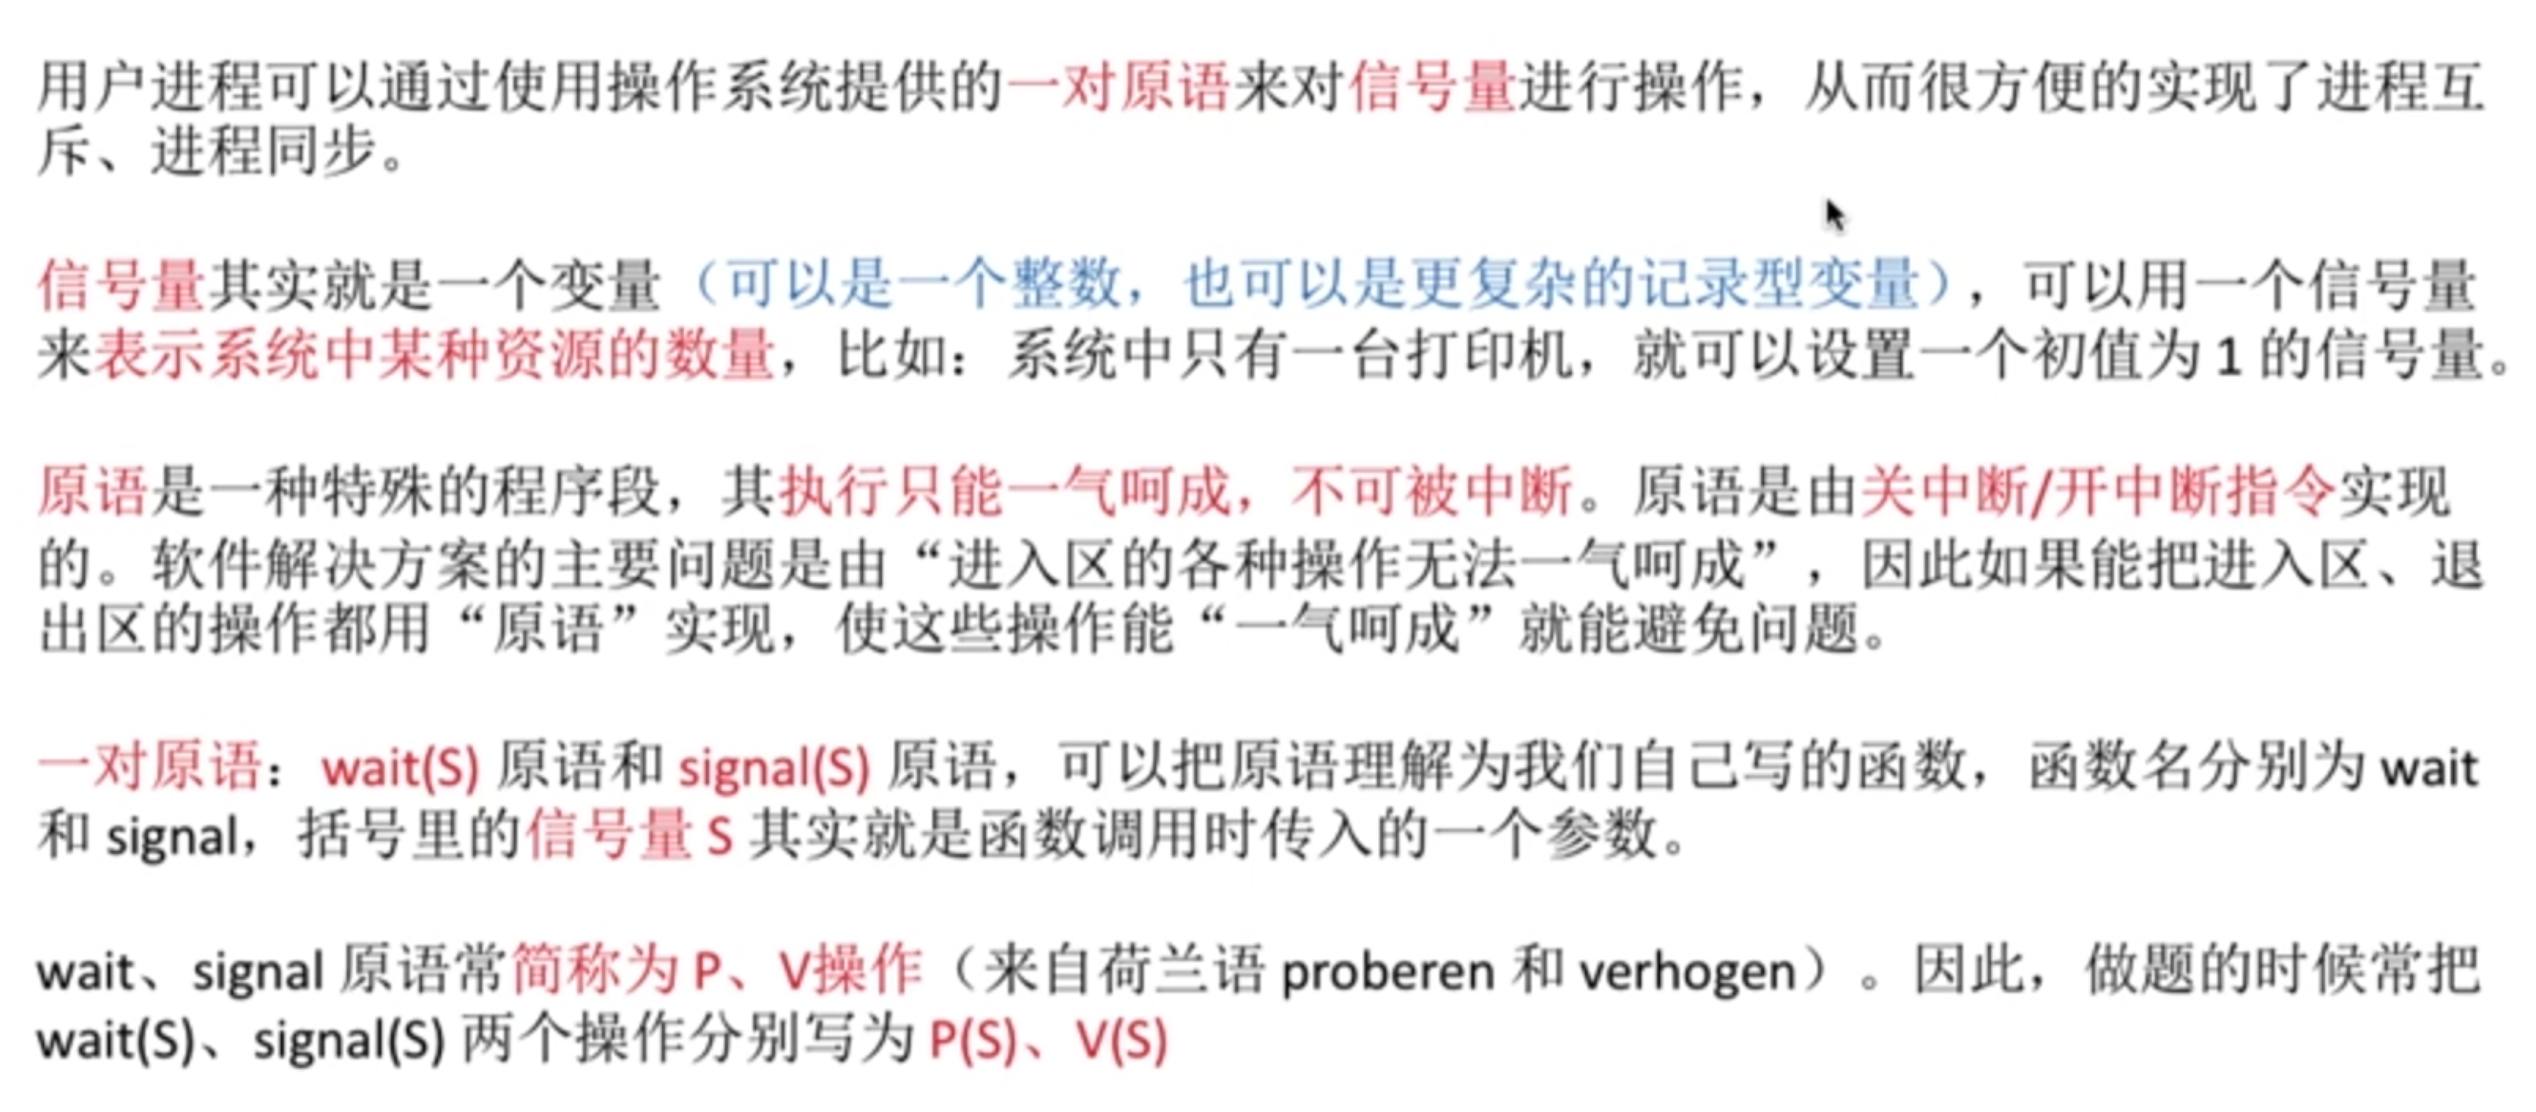 用户进程可以通过使用操作系统提供的一对原语来对信号量进行操作，从而很方便的实现了进程互
斥、进程同步。
信号量其实就是一个变量（可以是一个整数，也可以是更复杂的记录型变量），可以用一个信号量
来表示系统中某种资源的数量，比如：系统中只有一台打印机，就可以设置一个初值为 1 的信号量。
原语是一种特殊的程序段，其执行只能一气呵成，不可被中断。原语是由关中断/开中断指令实现
的。软件解决方案的主要问题是由“进入区的各种操作无法一气呵成”，因此如果能把进入区、退
出区的操作都用“原语”实现，使这些操作能“一气呵成”就能避免问题。
一对原语：wait(S) 原语和 signal(S) 原语，可以把原语理解为我们自己写的函数，函数名分别为 wait
和 signal，括号里的信号量 S 其实就是函数调用时传入的一个参数。
wait、signal 原语常简称为 P、V操作（来自荷兰语 proberen 和 verhogen）。因此，做题的时候常把
wait(S)、signal(S) 两个操作分别写为 P(S)、V(S)